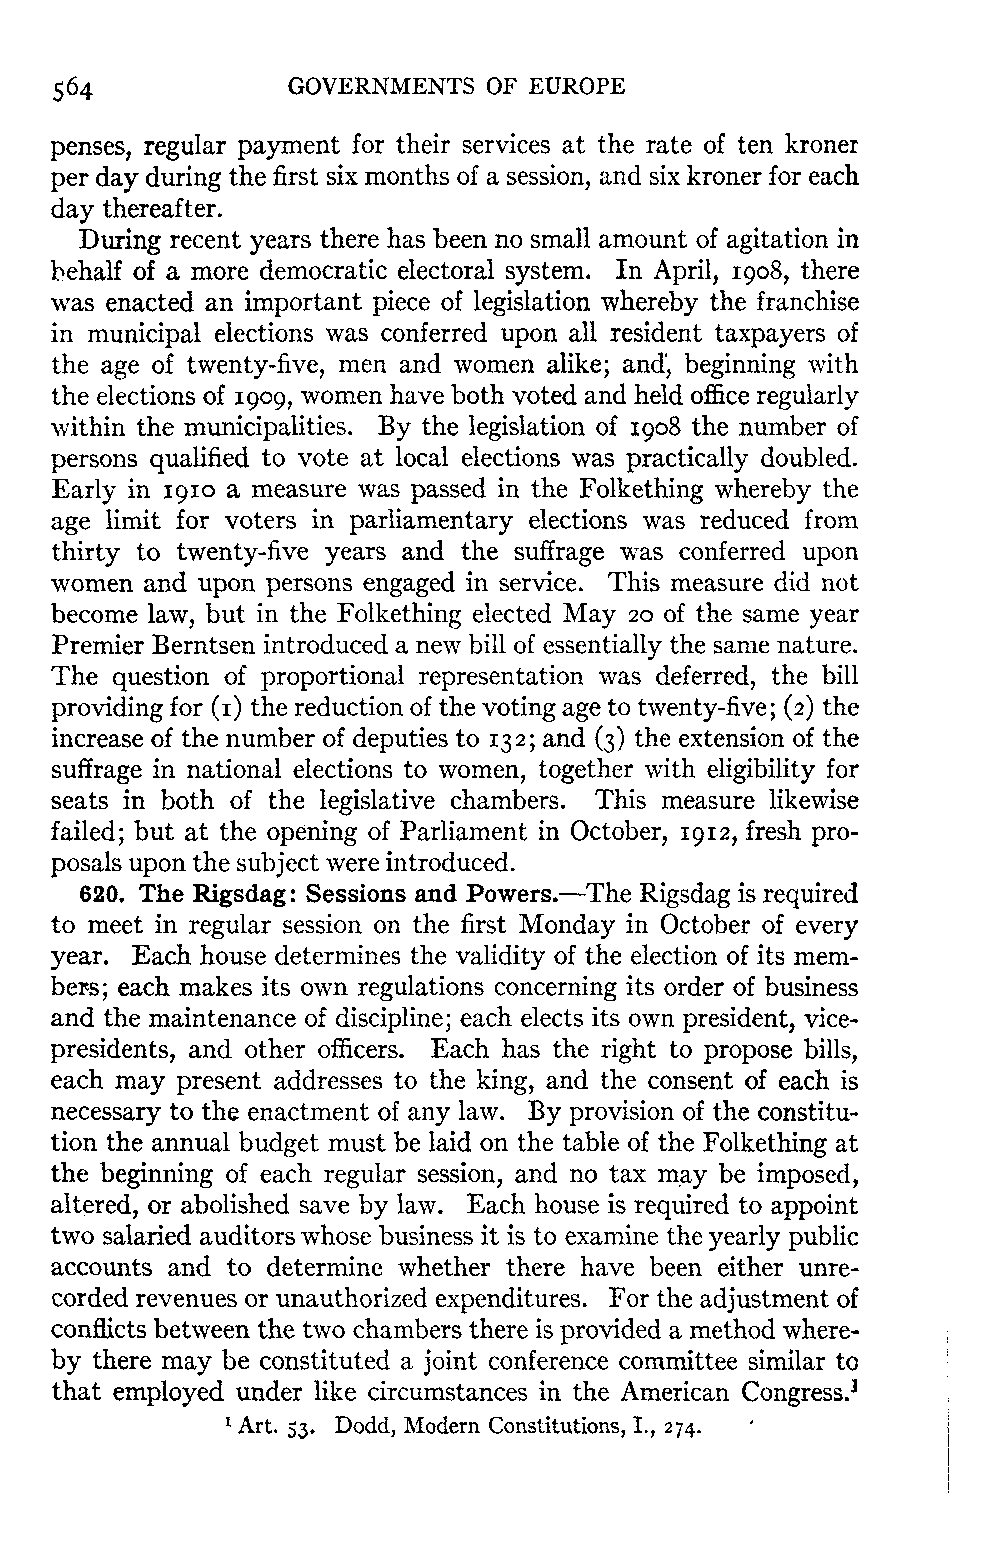 564 GOVERNMENTS OF EUROPE
penses, regular payment for their services at the rate of ten kroner
per day during the first six months of a session, and six kroner for each
day thereafter.
During recent years there has been no small amount of agitation in
behalf of a more democratic electoral system. In April, 1908, there
was enacted an important piece of legislation whereby the franchise
in municipal elections was conferred upon all resident taxpayers of
the age of twenty-five, men and women alike; and, beginning with
the elections of 1909, women have both voted and held office regularly
within the municipalities. By the legislation of 1908 the number of
persons qualified to vote at local elections was practically doubled.
Early in 1910 a measure was passed in the Folkething whereby the
age limit for voters in parliamentary elections was reduced from
thirty to twenty-five years and the suffrage was conferred upon
women and upon persons engaged in service. This measure did not
become law, but in the Folkething elected May 20 of the same year
Premier Berntsen introduced a new bill of essentially the same nature.
The question of proportional representation was deferred, the bill
providing for (1) the reduction of the voting age to twenty-five; (2) the
increase of the number of deputies to 132; and (3) the extension of the
suffrage in national elections to women, together with eligibility for
seats in both of the legislative chambers. This measure likewise
failed; but at the opening of Parliament in October, 1912, fresh pro-
posals upon the subject were introduced.
620. The Rigsdag: Sessions and Powers.—The Rigsdag is required
to meet in regular session on the first Monday in October of every
year. Each house determines the validity of the election of its mem-
bers; each makes its own regulations concerning its order of business
and the maintenance of discipline; each elects its own president, vice-
presidents, and other officers. Each has the right to propose bills,
each may present addresses to the king, and the consent of each is
necessary to the enactment of any law. By provision of the constitu-
tion the annual budget must be laid on the table of the Folkething at
the beginning of each regular session, and no tax may be imposed,
altered, or abolished save by law. Each house is required to appoint
two salaried auditors whose business it is to examine the yearly public
accounts and to determine whether there have been either unre-
corded revenues or unauthorized expenditures. For the adjustment of
conflicts between the two chambers there is provided a method where-
by there may be constituted a joint conference committee similar to
that employed under like circumstances in the American Congress.¹
¹ Art. 53. Dodd, Modern Constitutions, I., 274.